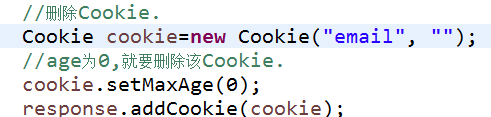 //删除Cookie.
Cookie cookie=new Cookie("email", "");
//age为0,就要删除该Cookie.
cookie.setMaxAge(0);
response.addCookie(cookie);